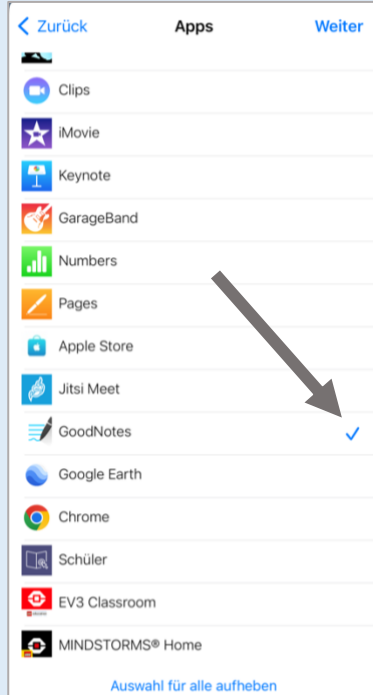 Zurück Apps Weiter
Clips
iMovie
Keynote
GarageBand
Numbers
Pages
Apple Store
Jitsi Meet
GoodNotes
Google Earth
Chrome
Schüler
EV3 Classroom
MINDSTORMS® Home
Auswahl für alle aufheben